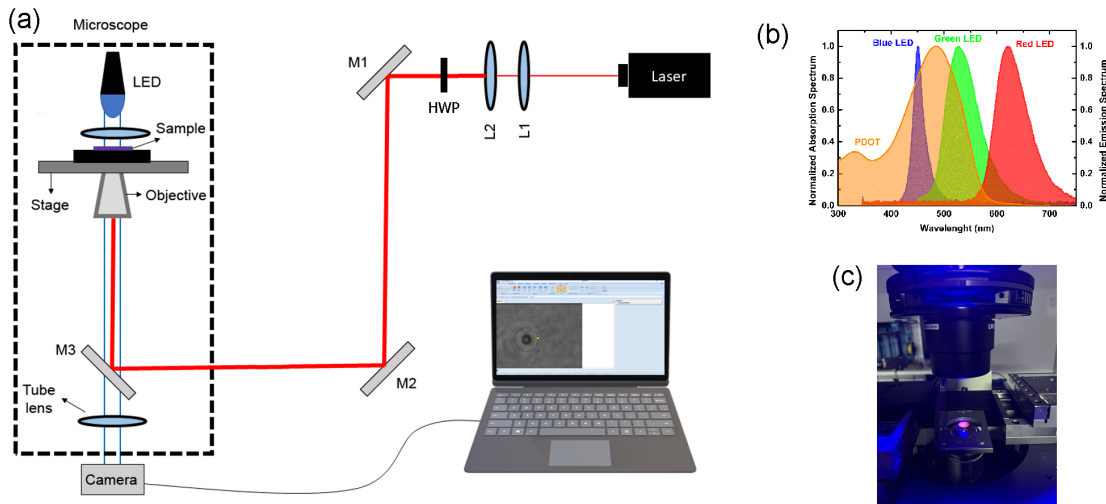 (a)
Microscope
LED
Sample
Stage
Objective
M3
Tube
lens
Camera
M1
HWP
L2
L1
Laser
M2
(b)
Blue LED
Green LED
Red LED
PDOT
Normalized Absorption Spectrum
1.0
0.8
0.6
0.4
0.2
0.0
Normalized Emission Spectrum
1.0
0.8
0.6
0.4
0.2
0.0
300
400
500
600
700
Wavelenght (nm)
(c)